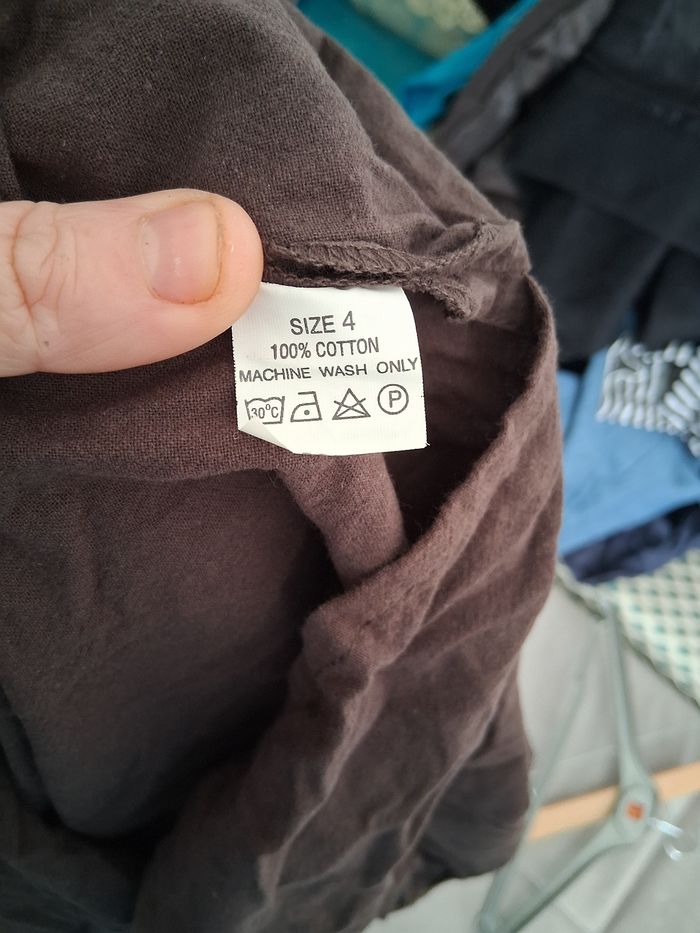 SIZE 4
100% COTTON
MACHINE WASH ONLY
30°C P